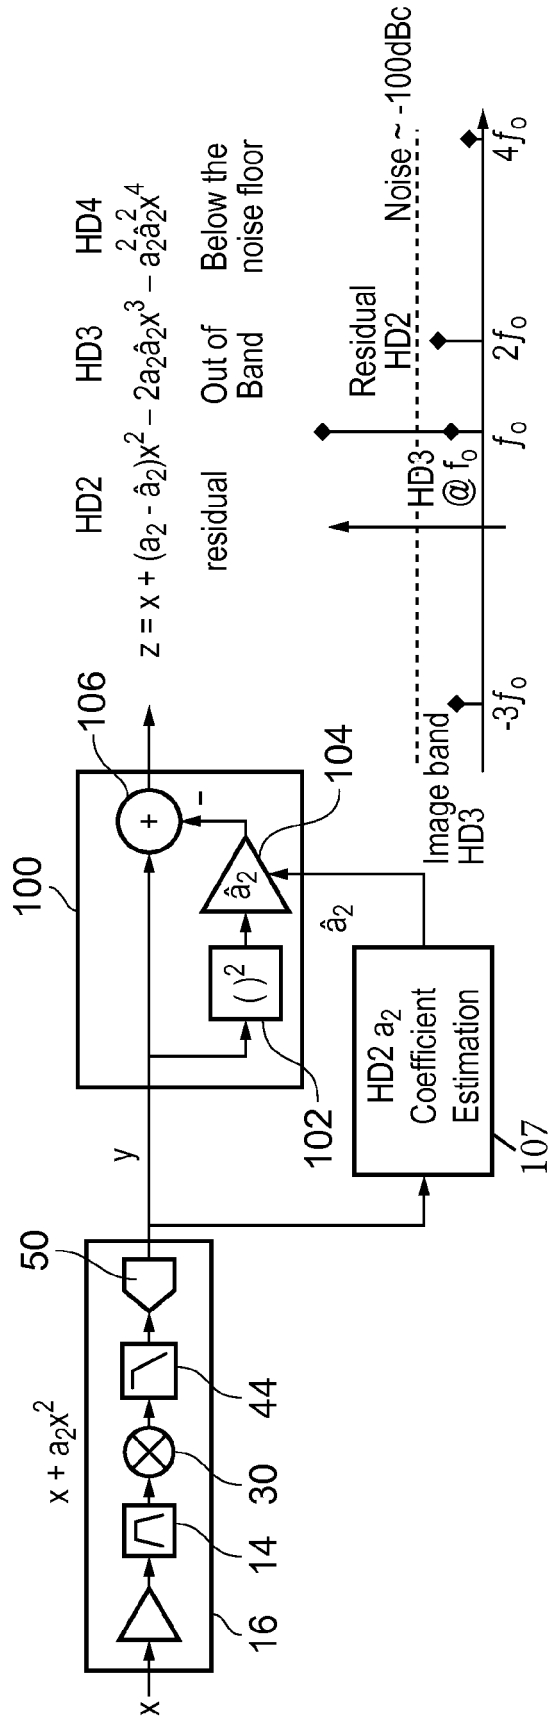 x + a₂x²
x
16
14
30
44
50
y
100
( )²
102
â₂
104
+
−
106
â₂
HD2 a₂
Coefficient
Estimation
107
HD2 HD3 HD4
z = x + (a₂ - â₂)x² − 2a₂â₂x³ − a₂²â₂²x⁴
residual
Out of
Band
Below the
noise floor
Image band
HD3
HD3
@ f₀
Residual
HD2
Noise ~ -100dBc
-3f₀
f₀
2f₀
4f₀